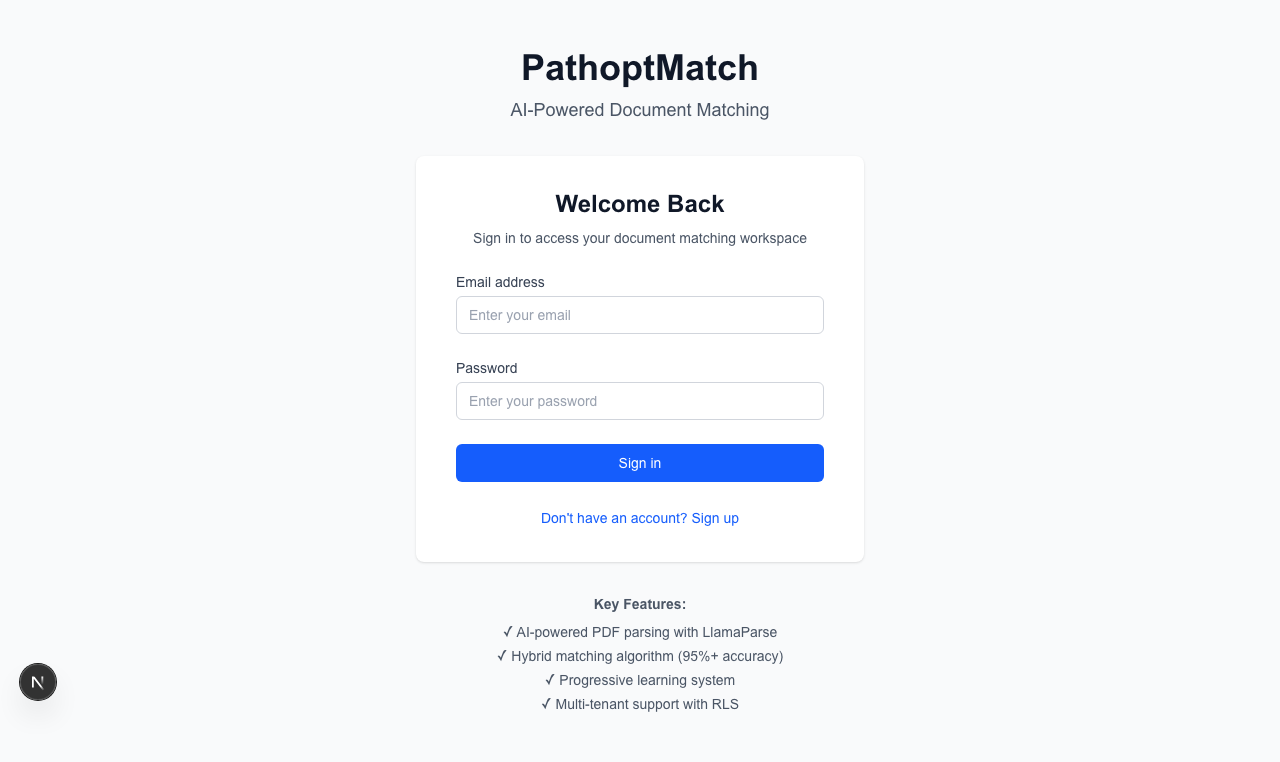 PathoptMatch
AI-Powered Document Matching
Welcome Back
Sign in to access your document matching workspace
Email address
Enter your email
Password
Enter your password
Sign in
Don't have an account? Sign up
Key Features:
✓ AI-powered PDF parsing with LlamaParse
✓ Hybrid matching algorithm (95%+ accuracy)
✓ Progressive learning system
✓ Multi-tenant support with RLS
N